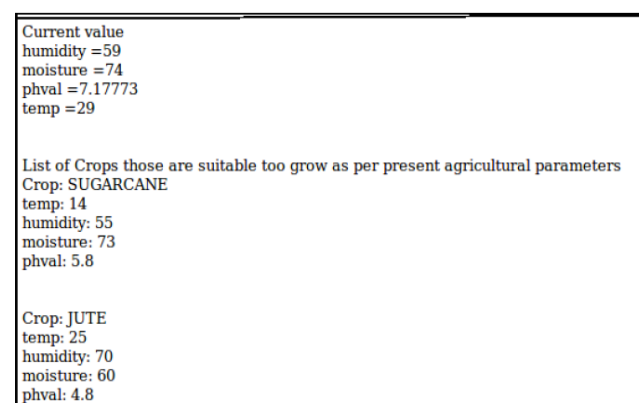 Current value
humidity =59
moisture =74
phval =7.17773
temp =29
List of Crops those are suitable too grow as per present agricultural parameters
Crop: SUGARCANE
temp: 14
humidity: 55
moisture: 73
phval: 5.8
Crop: JUTE
temp: 25
humidity: 70
moisture: 60
phval: 4.8